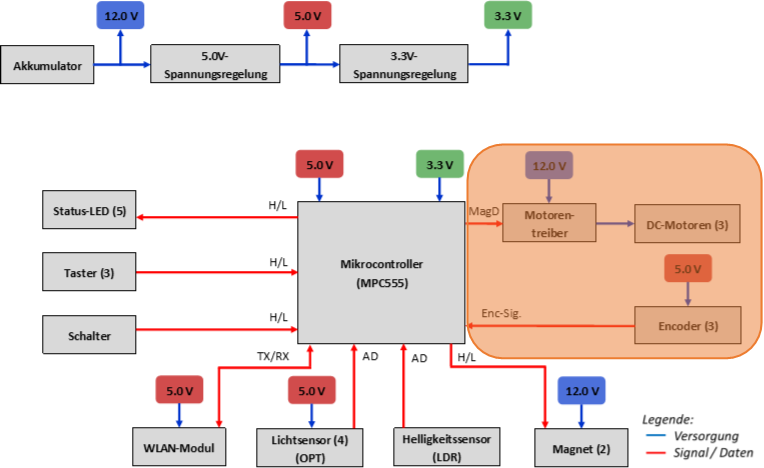 12.0 V
5.0 V
3.3 V
Akkumulator
5.0V-
Spannungsregelung
3.3V-
Spannungsregelung
5.0 V
3.3 V
12.0 V
Status-LED (5)
H/L
MagD
Motoren-
treiber
DC-Motoren (3)
Taster (3)
H/L
Mikrocontroller
(MPC555)
5.0 V
Schalter
H/L
Enc-Sig.
Encoder (3)
TX/RX
AD
AD
H/L
5.0 V
5.0 V
12.0 V
WLAN-Modul
Lichtsensor (4)
(OPT)
Helligkeitssensor
(LDR)
Magnet (2)
Legende:
Versorgung
Signal / Daten